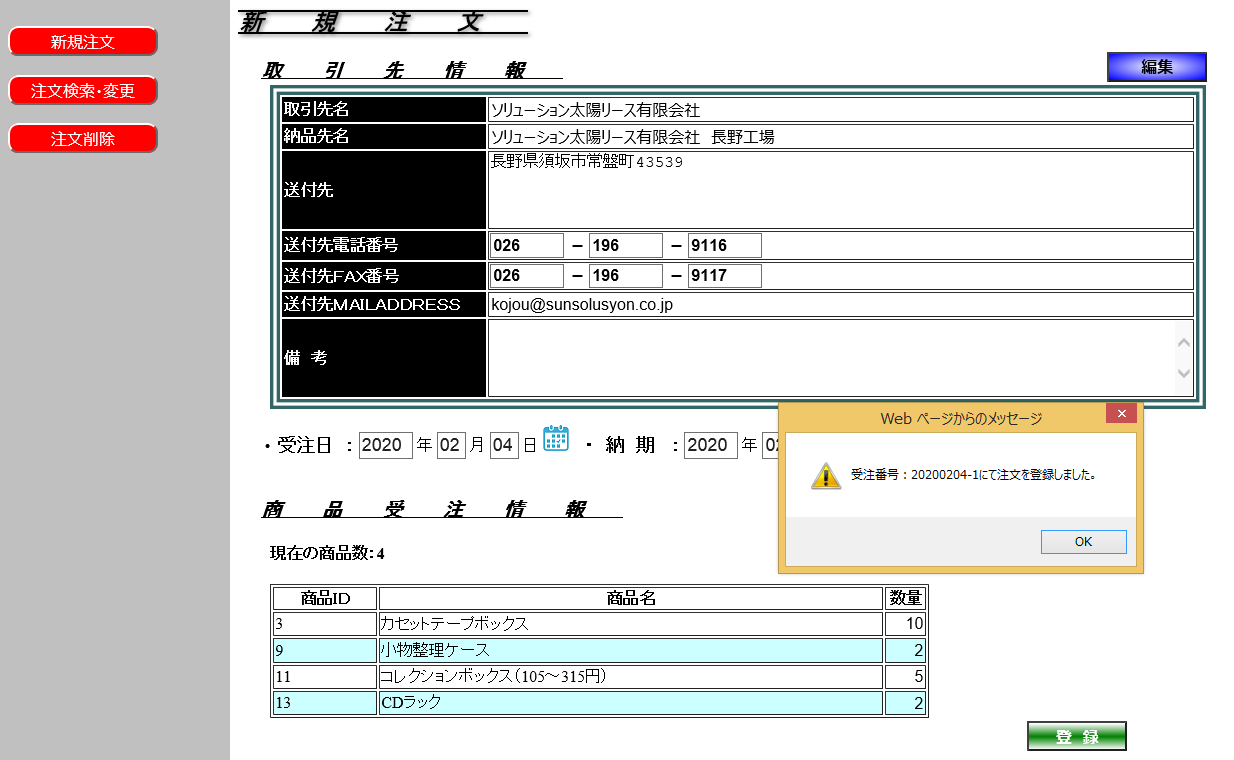 新規注文
注文検索・変更
注文削除
新規注文
取引先情報
編集
取引先名 ソリューション太陽リース有限会社
納品先名 ソリューション太陽リース有限会社 長野工場
送付先 長野県須坂市常盤町43539
送付先電話番号 026 － 196 － 9116
送付先FAX番号 026 － 196 － 9117
送付先MAILADDRESS kojou@sunsolusyon.co.jp
備 考
・受注日 ：2020 年 02 月 04 日 ・ 納 期 ：2020 年
Web ページからのメッセージ
受注番号：20200204-1にて注文を登録しました。
OK
商品受注情報
現在の商品数：4
商品ID 商品名 数量
3 カセットテープボックス 10
9 小物整理ケース 2
11 コレクションボックス（105～315円） 5
13 CDラック 2
登 録